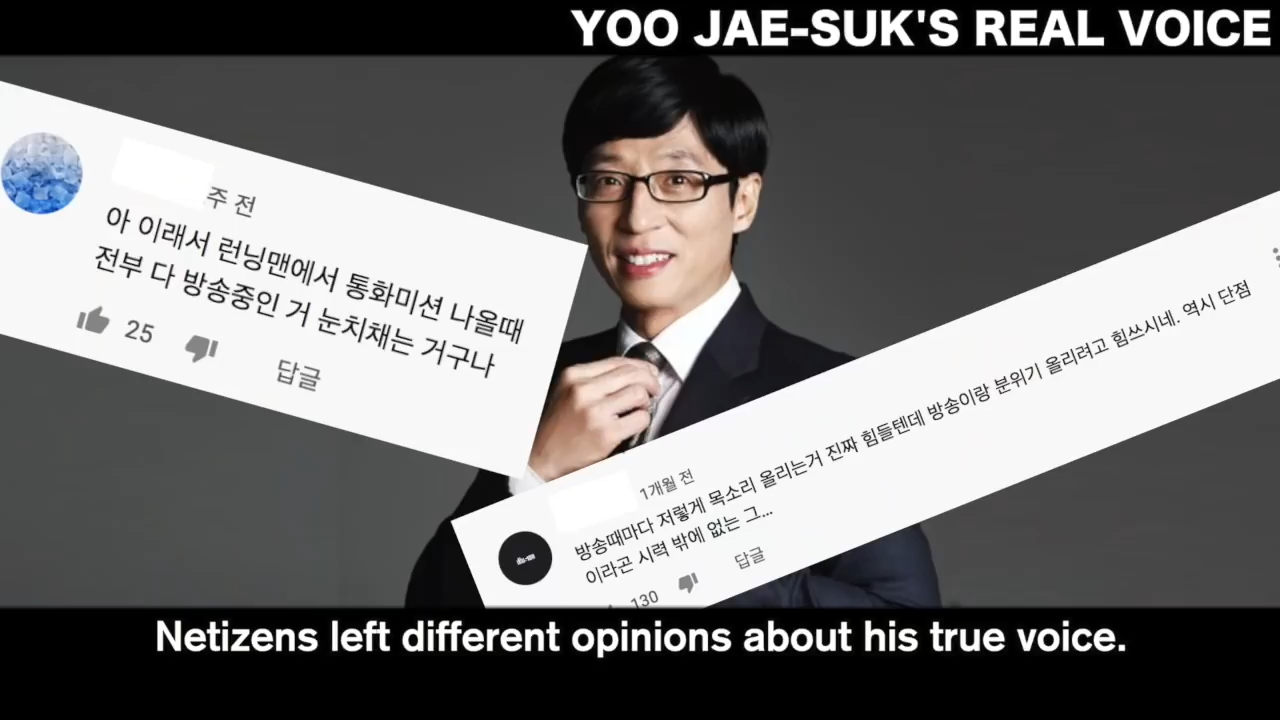 YOO JAE-SUK'S REAL VOICE
주 전
아 이래서 런닝맨에서 통화미션 나올때
전부 다 방송중인 거 눈치채는 거구나
25
답글
1개월 전
방송때마다 저렇게 목소리 올리는거 진짜 힘들텐데 방송이랑 분위기 올리려고 힘쓰시네. 역시 단점
이라곤 시력 밖에 없는 그...
130
답글
Netizens left different opinions about his true voice.